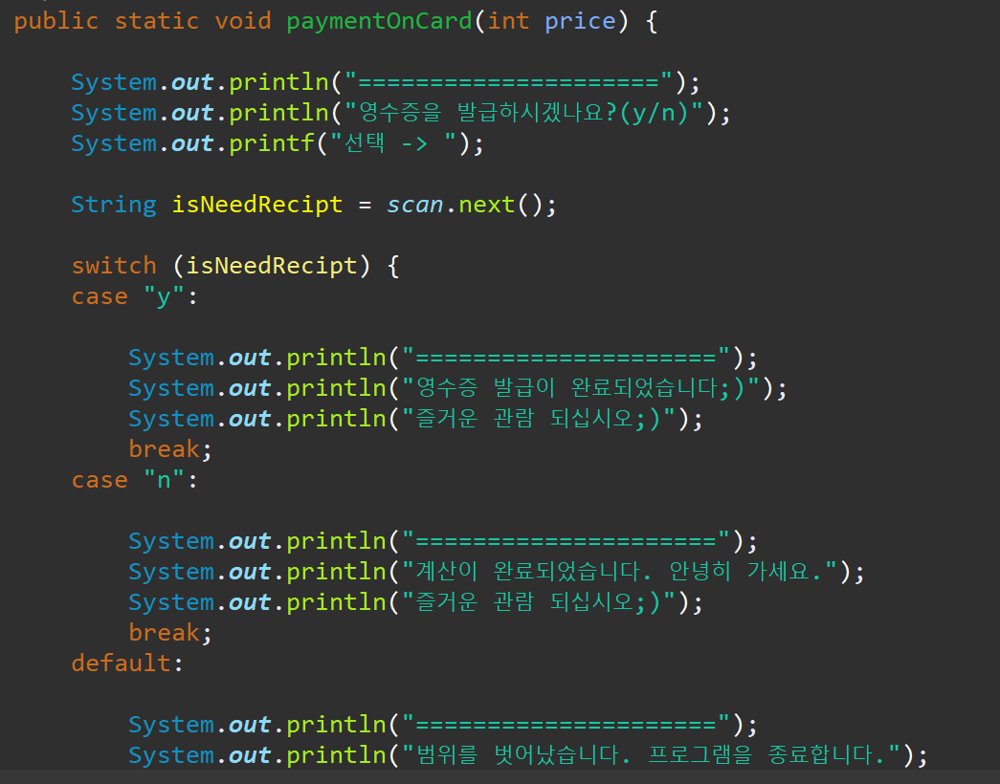 public static void paymentOnCard(int price) {
System.out.println("=====================");
System.out.println("영수증을 발급하시겠나요?(y/n)");
System.out.printf("선택 -> ");
String isNeedRecipt = scan.next();
switch (isNeedRecipt) {
case "y":
System.out.println("=====================");
System.out.println("영수증 발급이 완료되었습니다;)");
System.out.println("즐거운 관람 되십시오;)");
break;
case "n":
System.out.println("=====================");
System.out.println("계산이 완료되었습니다. 안녕히 가세요.");
System.out.println("즐거운 관람 되십시오;)");
break;
default:
System.out.println("=====================");
System.out.println("범위를 벗어났습니다. 프로그램을 종료합니다.");